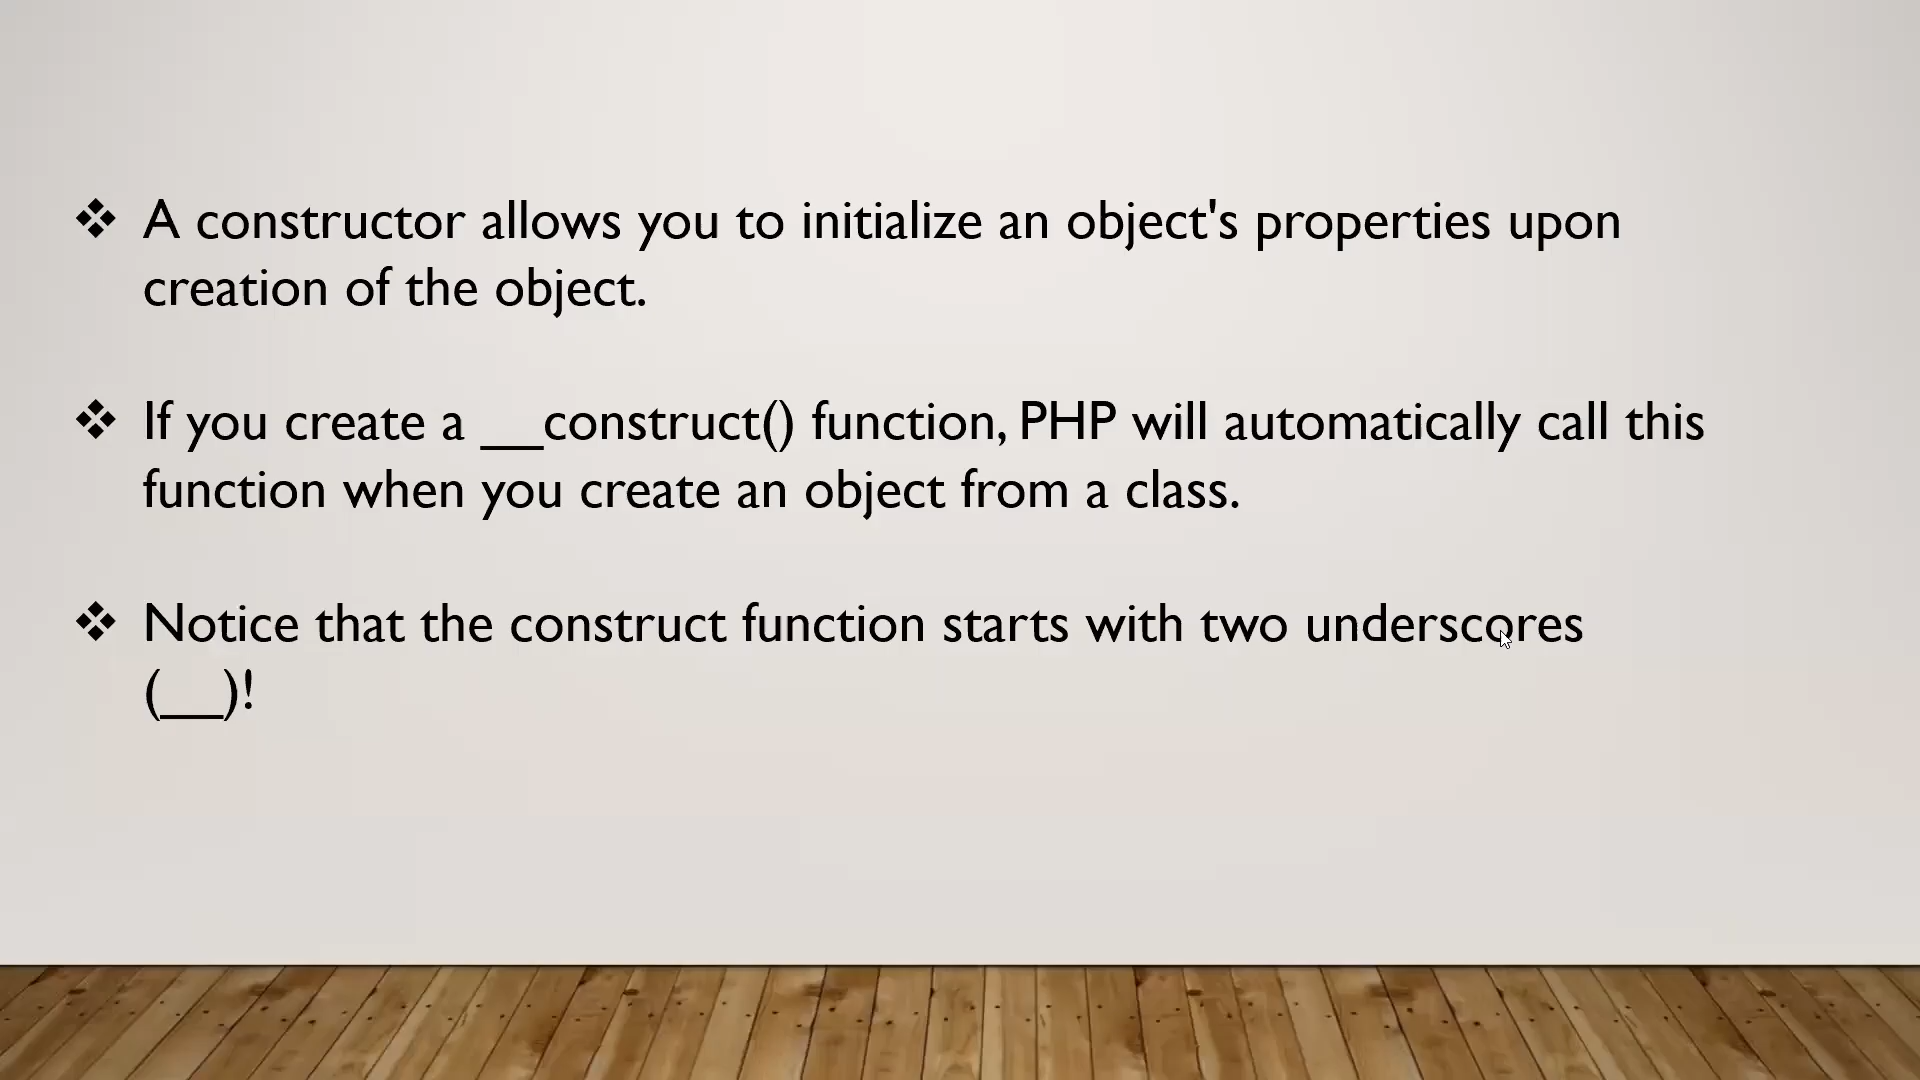 ❖ A constructor allows you to initialize an object's properties upon
creation of the object.
❖ If you create a __construct() function, PHP will automatically call this
function when you create an object from a class.
❖ Notice that the construct function starts with two underscores
(__)!